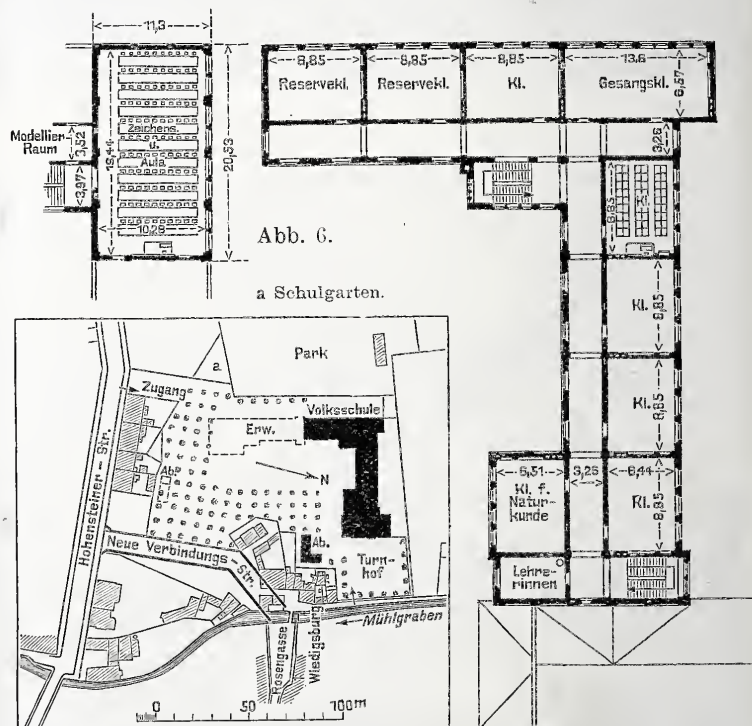 11,3
8,85
8,85
8,85
13,6
Reservekl.
Reservekl.
Kl.
Gesangskl.
6,57
Modellier-
Raum
3,52
3,97
19,44
Zeichens.
u.
Aula
20,53
10,28
3,26
Kl.
8,85
Abb. 6.
a Schulgarten.
Kl.
8,85
Kl.
8,85
6,51
3,26
6,44
Kl. f.
Natur-
kunde
Kl.
8,85
Lehre-
rinnen
Park
a
Zugang
Volksschule
Erw.
N
Hohensteiner - Str.
Ab.
Ab.
Neue Verbindungs - Str.
Turn-
hof
Wiedigsburg
Rosengasse
Mühlgraben
0 50 100m